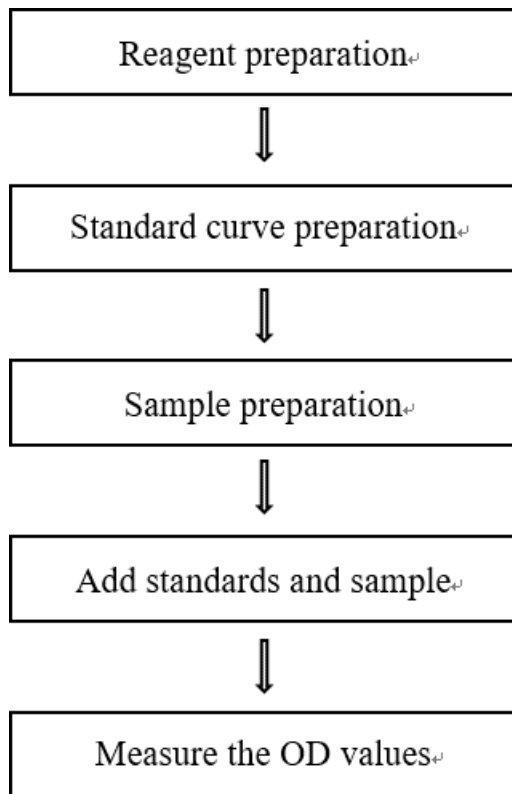 Reagent preparation
Standard curve preparation
Sample preparation
Add standards and sample
Measure the OD values